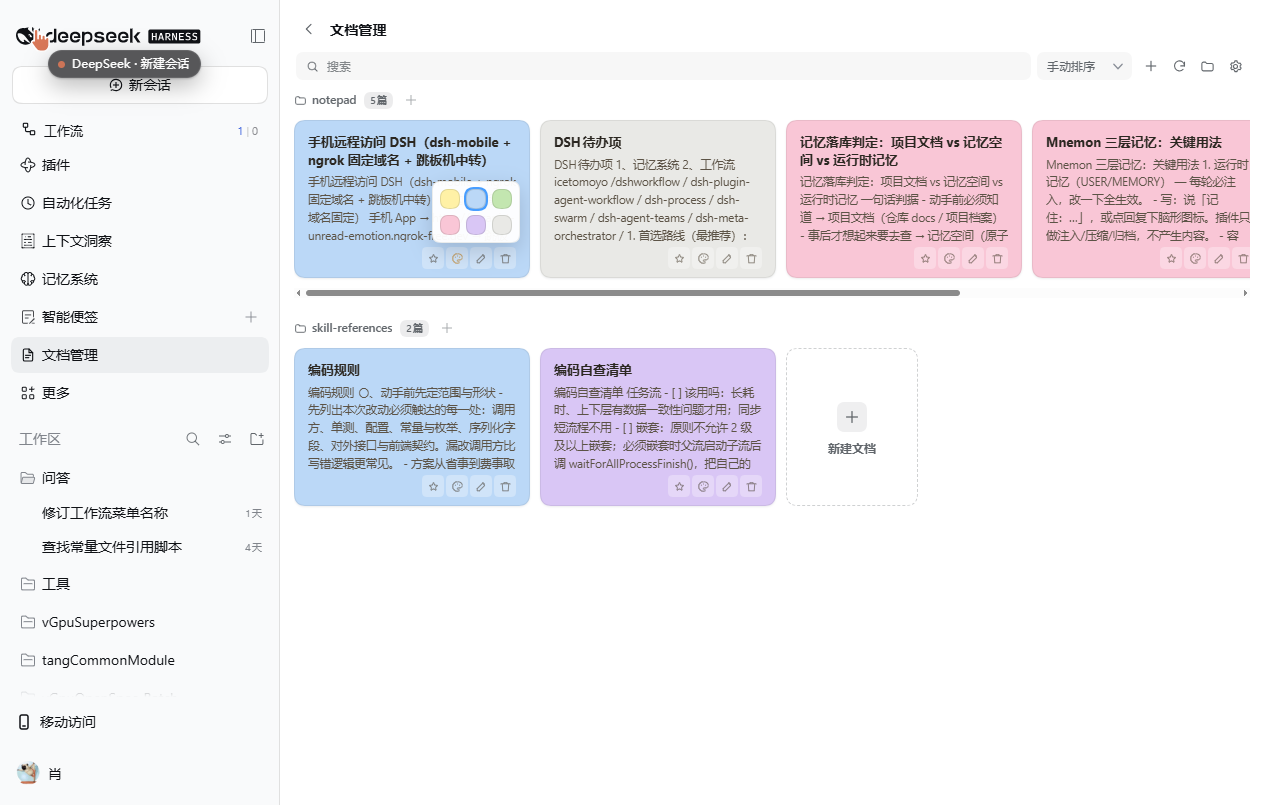 deepseek HARNESS
DeepSeek · 新建会话
新会话
工作流 1 | 0
插件
自动化任务
上下文洞察
记忆系统
智能便签
文档管理
更多
工作区
问答
修订工作流菜单名称 1天
查找常量文件引用脚本 4天
工具
vGpuSuperpowers
tangCommonModule
移动访问
肖
文档管理
搜索
手动排序
notepad 5篇
手机远程访问 DSH（dsh-mobile +
ngrok 固定域名 + 跳板机中转）
手机远程访问 DSH（dsh-mobile + ngrok
固定域名 + 跳板机中转）
域名固定） 手机 App →
unread-emotion.ngrok-f
DSH 待办项
DSH 待办项 1、记忆系统 2、工作流
icetomoyo /dshworkflow / dsh-plugin-
agent-workflow / dsh-process / dsh-
swarm / dsh-agent-teams / dsh-meta-
orchestrator / 1. 首选路线（最推荐）:
记忆落库判定：项目文档 vs 记忆空
间 vs 运行时记忆
记忆落库判定：项目文档 vs 记忆空间 vs
运行时记忆 一句话判据 - 动手前必须知
道 → 项目文档（仓库 docs / 项目档案）
- 事后才想起来要去查 → 记忆空间（原子
Mnemon 三层记忆：关键用法
Mnemon 三层记忆：关键用法 1. 运行时
记忆（USER/MEMORY） — 每轮必注
入，改一下全生效。 - 写：说「记
住：…」，或点回复下脑形图标。插件只
做注入/压缩/归档，不产生内容。 - 容
skill-references 2篇
编码规则
编码规则 〇、动手前先定范围与形状 -
先列出本次改动必须触达的每一处：调用
方、单测、配置、常量与枚举、序列化字
段、对外接口与前端契约。漏改调用方比
写错逻辑更常见。 - 方案从省事到费事取
编码自查清单
编码自查清单 任务流 - [ ] 该用吗：长耗
时、上下层有数据一致性问题才用；同步
短流程不用 - [ ] 嵌套：原则不允许 2 级
及以上嵌套；必须嵌套时父流启动子流后
调 waitForAllProcessFinish()，把自己的
新建文档